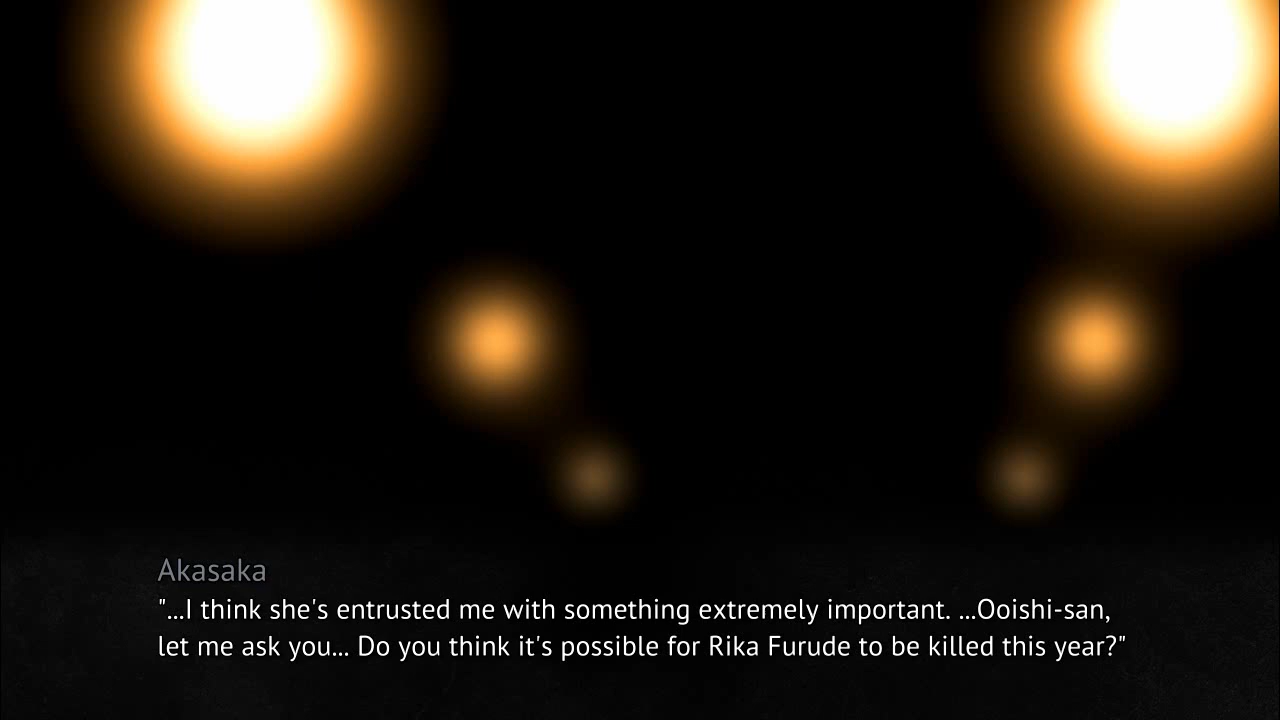 Akasaka
"...I think she's entrusted me with something extremely important. ...Ooishi-san,
let me ask you... Do you think it's possible for Rika Furude to be killed this year?"